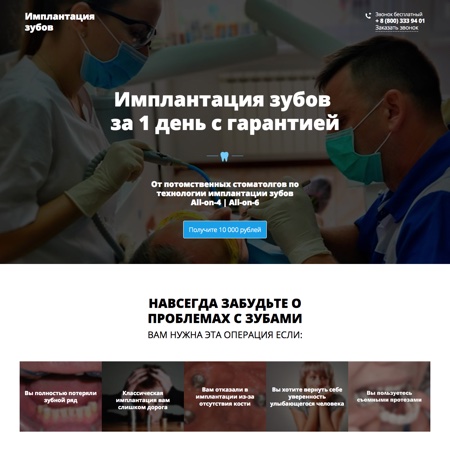 Имплантация
зубов
Звонок бесплатный
+ 8 (800) 333 94 01
Заказать звонок
Имплантация зубов
за 1 день с гарантией
От потомственных стоматолгов по
технологии имплантации зубов
All-on-4 | All-on-6
Получите 10 000 рублей
НАВСЕГДА ЗАБУДЬТЕ О
ПРОБЛЕМАХ С ЗУБАМИ
ВАМ НУЖНА ЭТА ОПЕРАЦИЯ ЕСЛИ:
Вы полностью потеряли
зубной ряд
Классическая
имплантация вам
слишком дорога
Вам отказали в
имплантации из-за
отсутствия кости
Вы хотите вернуть себе
уверенность
улыбающегося человека
Вы пользуетесь
съемными протезами